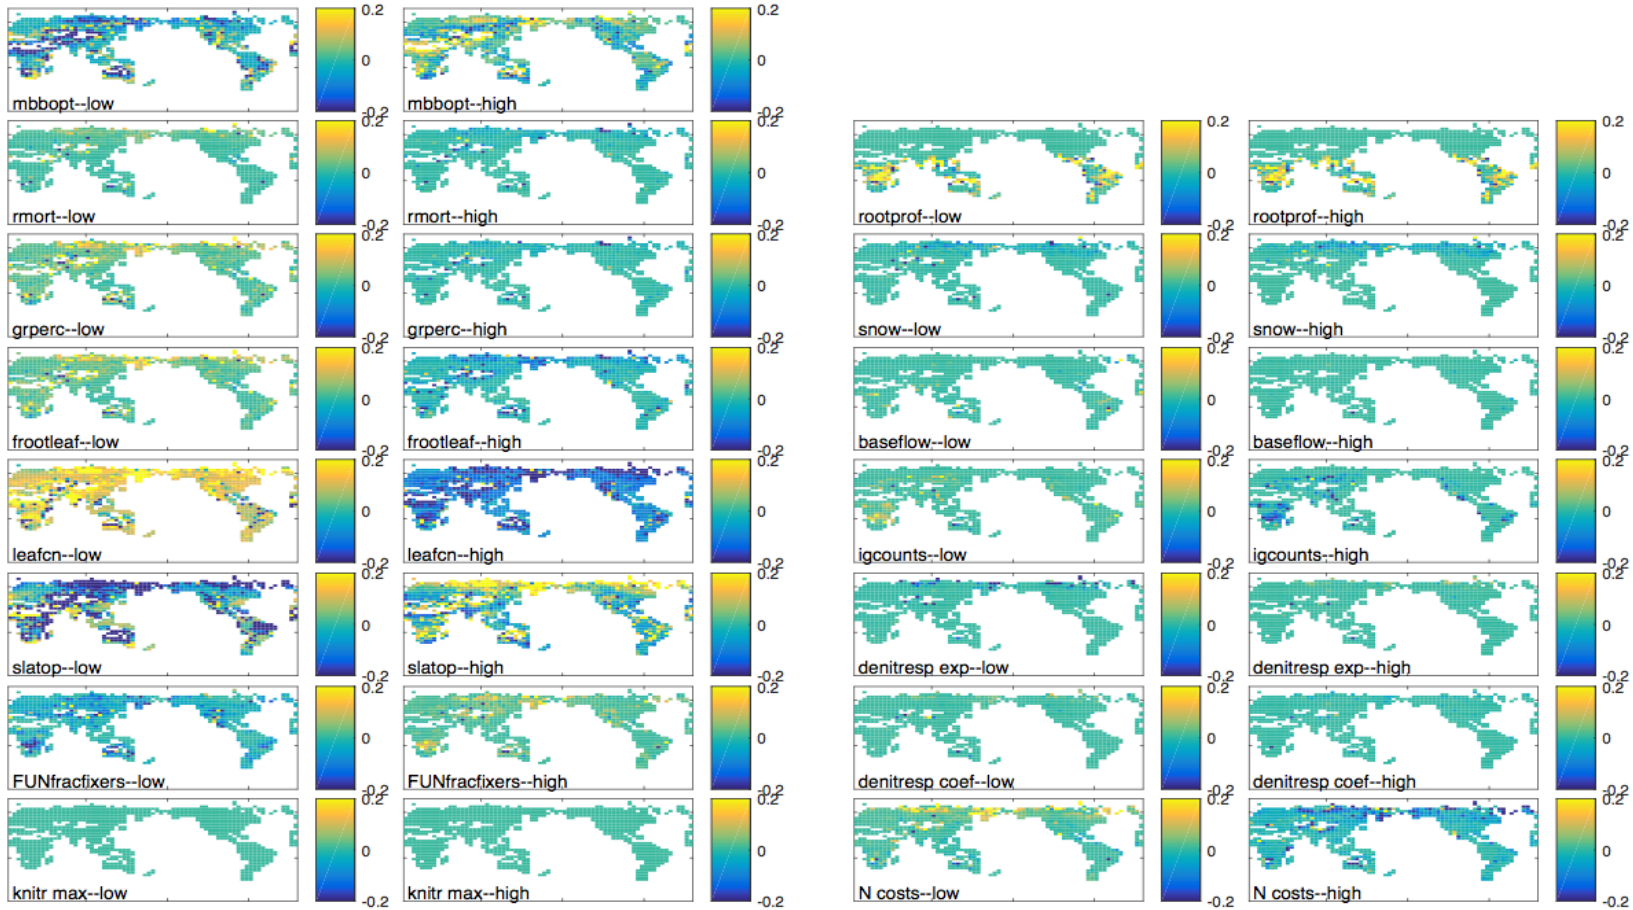 0.2 0.2
0 0
mbbopt--low -0.2 mbbopt--high -0.2
0.2 0.2 0.2 0.2
0 0 0 0
rmort--low -0.2 rmort--high -0.2 rootprof--low -0.2 rootprof--high -0.2
0.2 0.2 0.2 0.2
0 0 0 0
grperc--low -0.2 grperc--high -0.2 snow--low -0.2 snow--high -0.2
0.2 0.2 0.2 0.2
0 0 0 0
frootleaf--low -0.2 frootleaf--high -0.2 baseflow--low -0.2 baseflow--high -0.2
0.2 0.2 0.2 0.2
0 0 0 0
leafcn--low -0.2 leafcn--high -0.2 igcounts--low -0.2 igcounts--high -0.2
0.2 0.2 0.2 0.2
0 0 0 0
slatop--low -0.2 slatop--high -0.2 denitresp exp--low -0.2 denitresp exp--high -0.2
0.2 0.2 0.2 0.2
0 0 0 0
FUNfracfixers--low -0.2 FUNfracfixers--high -0.2 denitresp coef--low -0.2 denitresp coef--high -0.2
0.2 0.2 0.2 0.2
0 0 0 0
knitr max--low -0.2 knitr max--high -0.2 N costs--low -0.2 N costs--high -0.2